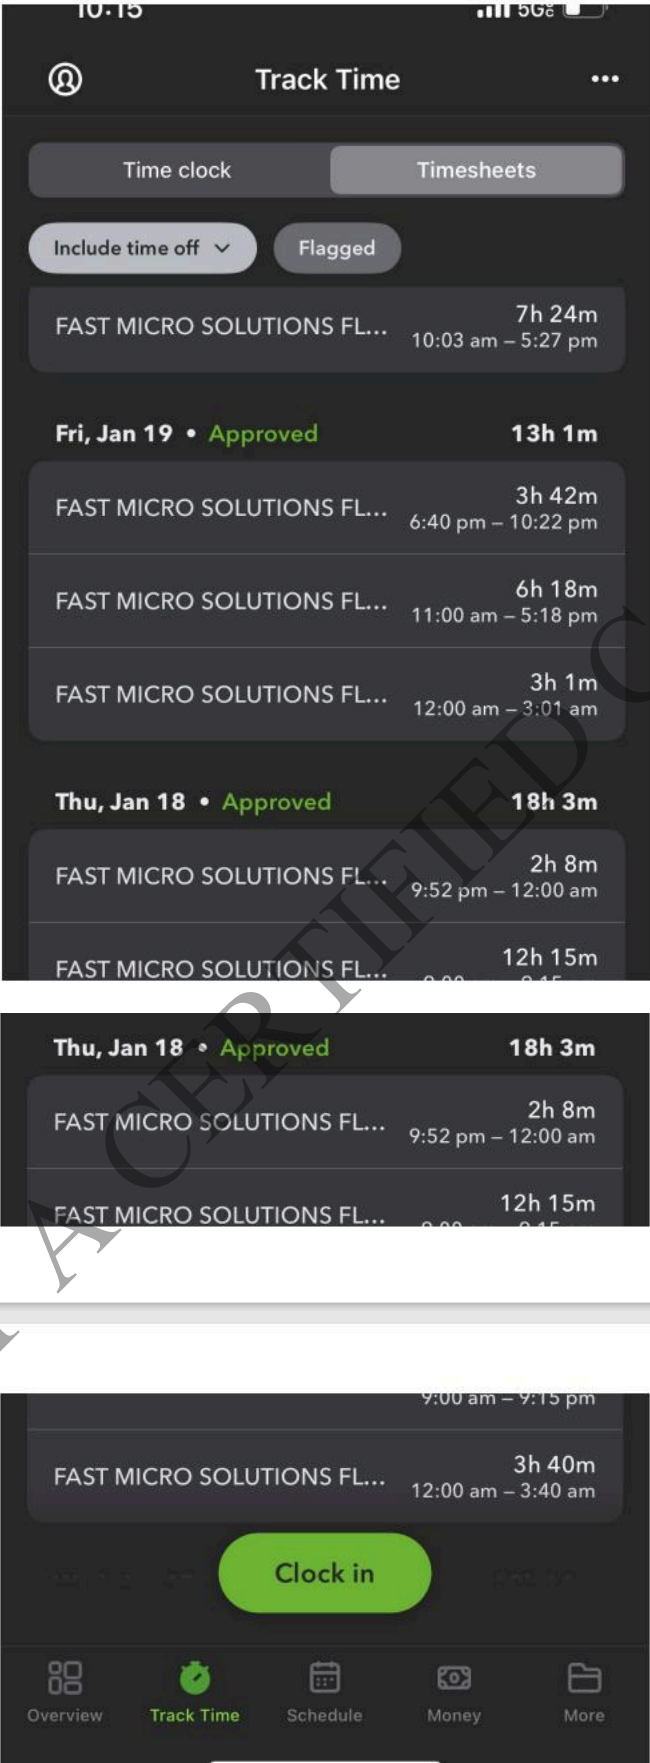 10:15 5G
Track Time
Time clock Timesheets
Include time off Flagged
FAST MICRO SOLUTIONS FL... 7h 24m
10:03 am – 5:27 pm
Fri, Jan 19 • Approved 13h 1m
FAST MICRO SOLUTIONS FL... 3h 42m
6:40 pm – 10:22 pm
FAST MICRO SOLUTIONS FL... 6h 18m
11:00 am – 5:18 pm
FAST MICRO SOLUTIONS FL... 3h 1m
12:00 am – 3:01 am
Thu, Jan 18 • Approved 18h 3m
FAST MICRO SOLUTIONS FL... 2h 8m
9:52 pm – 12:00 am
FAST MICRO SOLUTIONS FL... 12h 15m
Thu, Jan 18 • Approved 18h 3m
FAST MICRO SOLUTIONS FL... 2h 8m
9:52 pm – 12:00 am
FAST MICRO SOLUTIONS FL... 12h 15m
9:00 am – 9:15 pm
FAST MICRO SOLUTIONS FL... 3h 40m
12:00 am – 3:40 am
Clock in
Overview Track Time Schedule Money More
A CERTIFIED